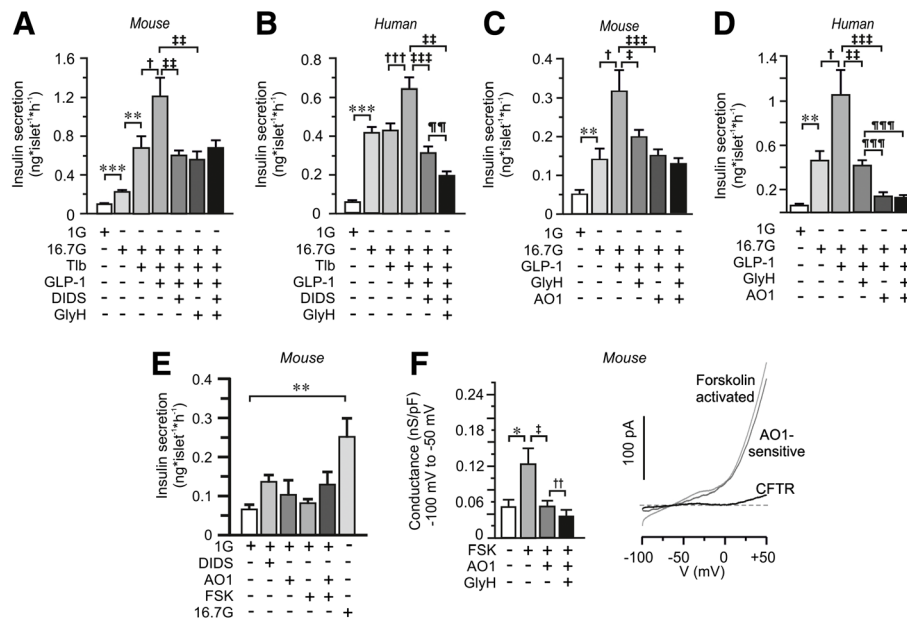 A
Mouse
Insulin secretion
(ng*islet⁻¹*h⁻¹)
1.6
1.2
0.8
0.4
0
***
**
†
‡‡
‡‡
1G + - - - - - -
16.7G - + + + + + +
Tlb - - + + + + +
GLP-1 - - - + + + +
DIDS - - - - + - +
GlyH - - - - - + +
B
Human
Insulin secretion
(ng*islet⁻¹*h⁻¹)
0.8
0.6
0.4
0.2
0
***
†††
‡‡
‡‡‡
¶¶
1G + - - - - -
16.7G - + + + + +
Tlb - - + + + +
GLP-1 - - - + + +
DIDS - - - - + +
GlyH - - - - - +
C
Mouse
Insulin secretion
(ng*islet⁻¹*h⁻¹)
0.4
0.3
0.2
0.1
0
**
†
‡‡‡
‡
1G + - - - - -
16.7G - + + + + +
GLP-1 - - + + + +
GlyH - - - + - +
AO1 - - - - + +
D
Human
Insulin secretion
(ng*islet⁻¹*h⁻¹)
1.4
1.0
0.6
0.2
0
**
†
‡‡‡
‡‡
¶¶¶
¶¶¶
1G + - - - - -
16.7G - + + + + +
GLP-1 - - + + + +
GlyH - - - + - +
AO1 - - - - + +
E
Mouse
Insulin secretion
(ng*islet⁻¹*h⁻¹)
0.4
0.3
0.2
0.1
0
**
1G + + + + + -
DIDS - + - - - -
AO1 - - + - + -
FSK - - - + + -
16.7G - - - - - +
F
Mouse
Conductance (nS/pF)
-100 mV to -50 mV
0.24
0.18
0.12
0.06
0
*
‡
††
FSK - + + +
AO1 - - + +
GlyH - - - +
100 pA
Forskolin
activated
AO1-
sensitive
CFTR
-100 -50 0 +50
V (mV)